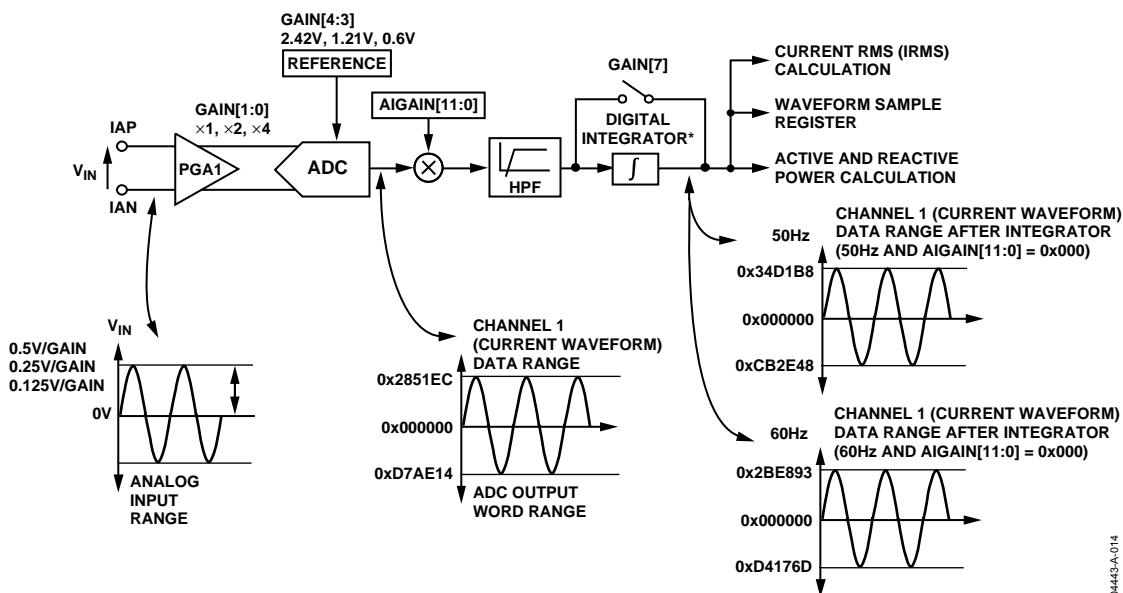 GAIN[4:3]
2.42V, 1.21V, 0.6V
REFERENCE
GAIN[1:0]
×1, ×2, ×4
IAP
V_IN
IAN
PGA1
ADC
AIGAIN[11:0]
×
HPF
GAIN[7]
DIGITAL
INTEGRATOR*
∫
CURRENT RMS (IRMS)
CALCULATION
WAVEFORM SAMPLE
REGISTER
ACTIVE AND REACTIVE
POWER CALCULATION
V_IN
0.5V/GAIN
0.25V/GAIN
0.125V/GAIN
0V
ANALOG
INPUT
RANGE
CHANNEL 1
(CURRENT WAVEFORM)
DATA RANGE
0x2851EC
0x000000
0xD7AE14
ADC OUTPUT
WORD RANGE
50Hz
CHANNEL 1 (CURRENT WAVEFORM)
DATA RANGE AFTER INTEGRATOR
(50Hz AND AIGAIN[11:0] = 0x000)
0x34D1B8
0x000000
0xCB2E48
60Hz
CHANNEL 1 (CURRENT WAVEFORM)
DATA RANGE AFTER INTEGRATOR
(60Hz AND AIGAIN[11:0] = 0x000)
0x2BE893
0x000000
0xD4176D
04443-A-014